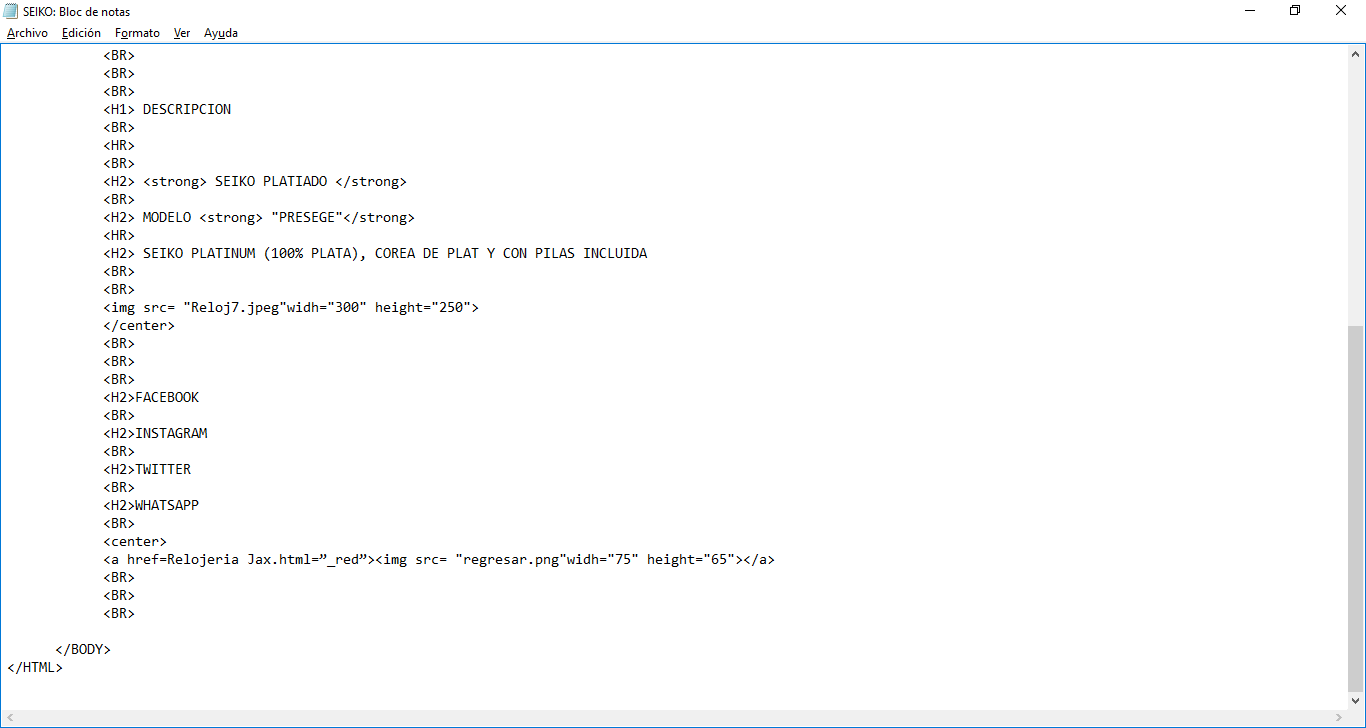 SEIKO: Bloc de notas
Archivo Edición Formato Ver Ayuda
<BR>
<BR>
<BR>
<H1> DESCRIPCION
<BR>
<HR>
<BR>
<H2> <strong> SEIKO PLATIADO </strong>
<BR>
<H2> MODELO <strong> "PRESEGE"</strong>
<HR>
<H2> SEIKO PLATINUM (100% PLATA), COREA DE PLAT Y CON PILAS INCLUIDA
<BR>
<BR>
<img src= "Reloj7.jpeg"widh="300" height="250">
</center>
<BR>
<BR>
<BR>
<H2>FACEBOOK
<BR>
<H2>INSTAGRAM
<BR>
<H2>TWITTER
<BR>
<H2>WHATSAPP
<BR>
<center>
<a href=Relojeria Jax.html=”_red”><img src= "regresar.png"widh="75" height="65"></a>
<BR>
<BR>
<BR>
</BODY>
</HTML>